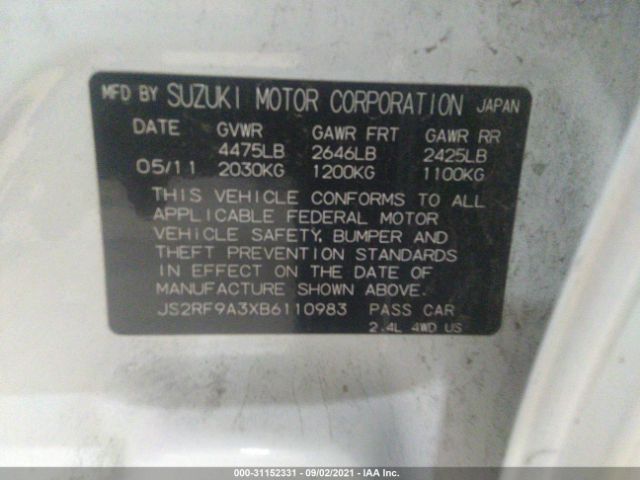 MFD BY SUZUKI MOTOR CORPORATION JAPAN
DATE GVWR GAWR FRT GAWR RR
4475LB 2646LB 2425LB
05/11 2030KG 1200KG 1100KG
THIS VEHICLE CONFORMS TO ALL
APPLICABLE FEDERAL MOTOR
VEHICLE SAFETY, BUMPER AND
THEFT PREVENTION STANDARDS
IN EFFECT ON THE DATE OF
MANUFACTURE SHOWN ABOVE.
JS2RF9A3XB6110983 PASS CAR
2.4L 4WD US
000-31152331 - 09/02/2021 - IAA Inc.